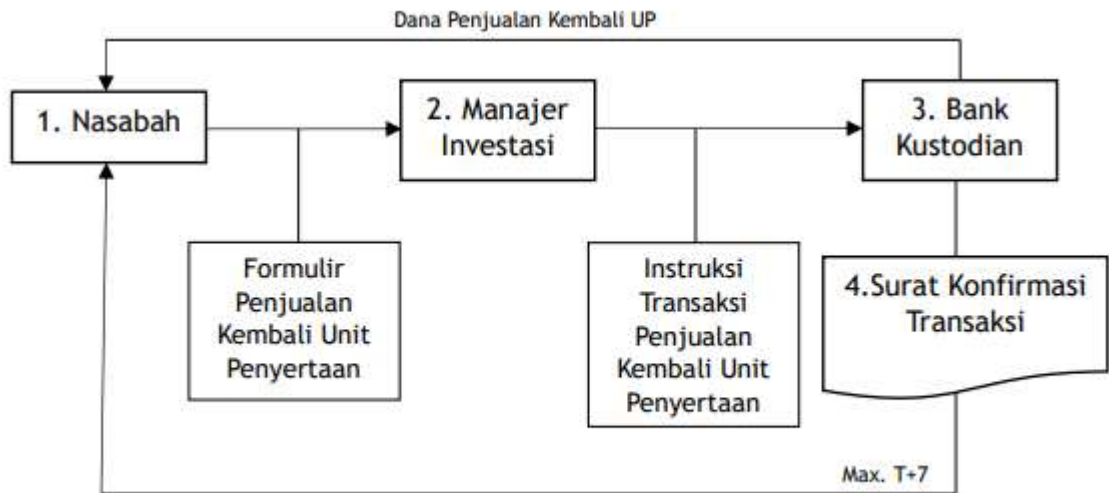 Dana Penjualan Kembali UP
1. Nasabah
2. Manajer
Investasi
3. Bank
Kustodian
Formulir
Penjualan
Kembali Unit
Penyertaan
Instruksi
Transaksi
Penjualan
Kembali Unit
Penyertaan
4.Surat Konfirmasi
Transaksi
Max. T+7